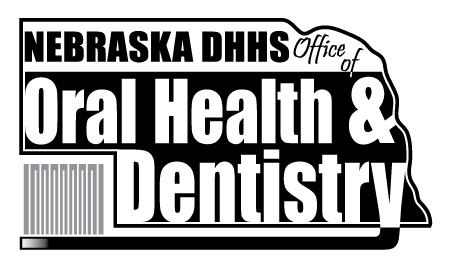 NEBRASKA DHHS Office of
Oral Health &
Dentistry